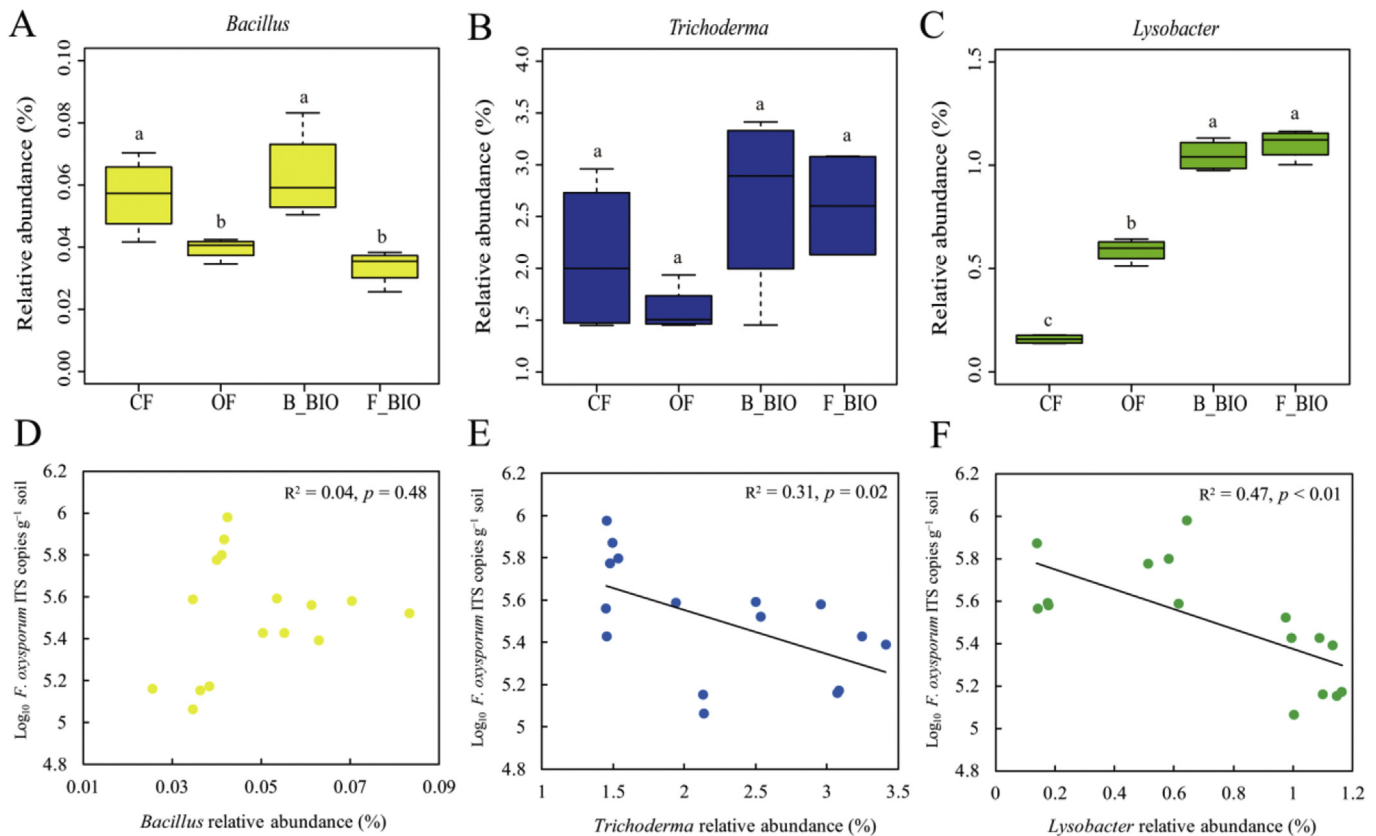 A
Bacillus
Relative abundance (%)
0.10
0.08
0.06
0.04
0.02
0.00
a
b
a
b
CF OF B_BIO F_BIO
B
Trichoderma
Relative abundance (%)
4.0
3.5
3.0
2.5
2.0
1.5
1.0
a
a
a
a
CF OF B_BIO F_BIO
C
Lysobacter
Relative abundance (%)
1.5
1.0
0.5
0.0
c
b
a
a
CF OF B_BIO F_BIO
D
Log₁₀ F. oxysporum ITS copies g⁻¹ soil
6.2
6
5.8
5.6
5.4
5.2
5
4.8
R² = 0.04, p = 0.48
0.01 0.03 0.05 0.07 0.09
Bacillus relative abundance (%)
E
Log₁₀ F. oxysporum ITS copies g⁻¹ soil
6.2
6
5.8
5.6
5.4
5.2
5
4.8
R² = 0.31, p = 0.02
1 1.5 2 2.5 3 3.5
Trichoderma relative abundance (%)
F
Log₁₀ F. oxysporum ITS copies g⁻¹ soil
6.2
6
5.8
5.6
5.4
5.2
5
4.8
R² = 0.47, p < 0.01
0 0.2 0.4 0.6 0.8 1 1.2
Lysobacter relative abundance (%)